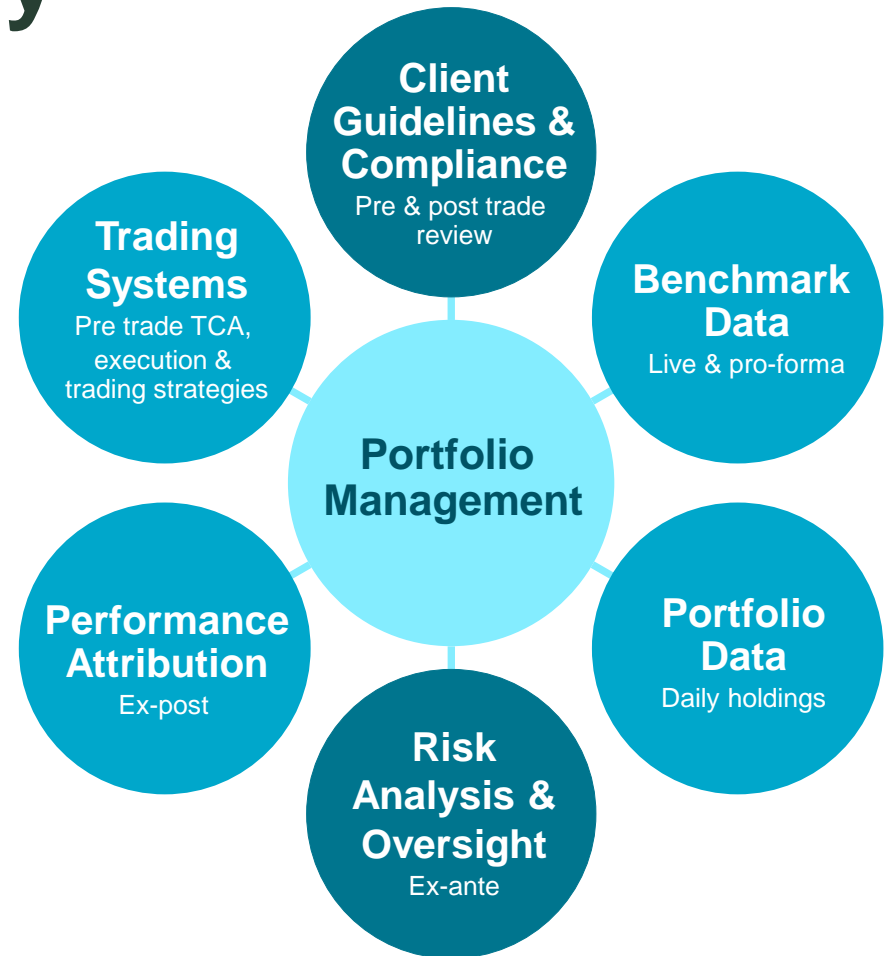 y
Client
Guidelines &
Compliance
Pre & post trade
review
Trading
Systems
Pre trade TCA,
execution &
trading strategies
Benchmark
Data
Live & pro-forma
Portfolio
Management
Performance
Attribution
Ex-post
Portfolio
Data
Daily holdings
Risk
Analysis &
Oversight
Ex-ante